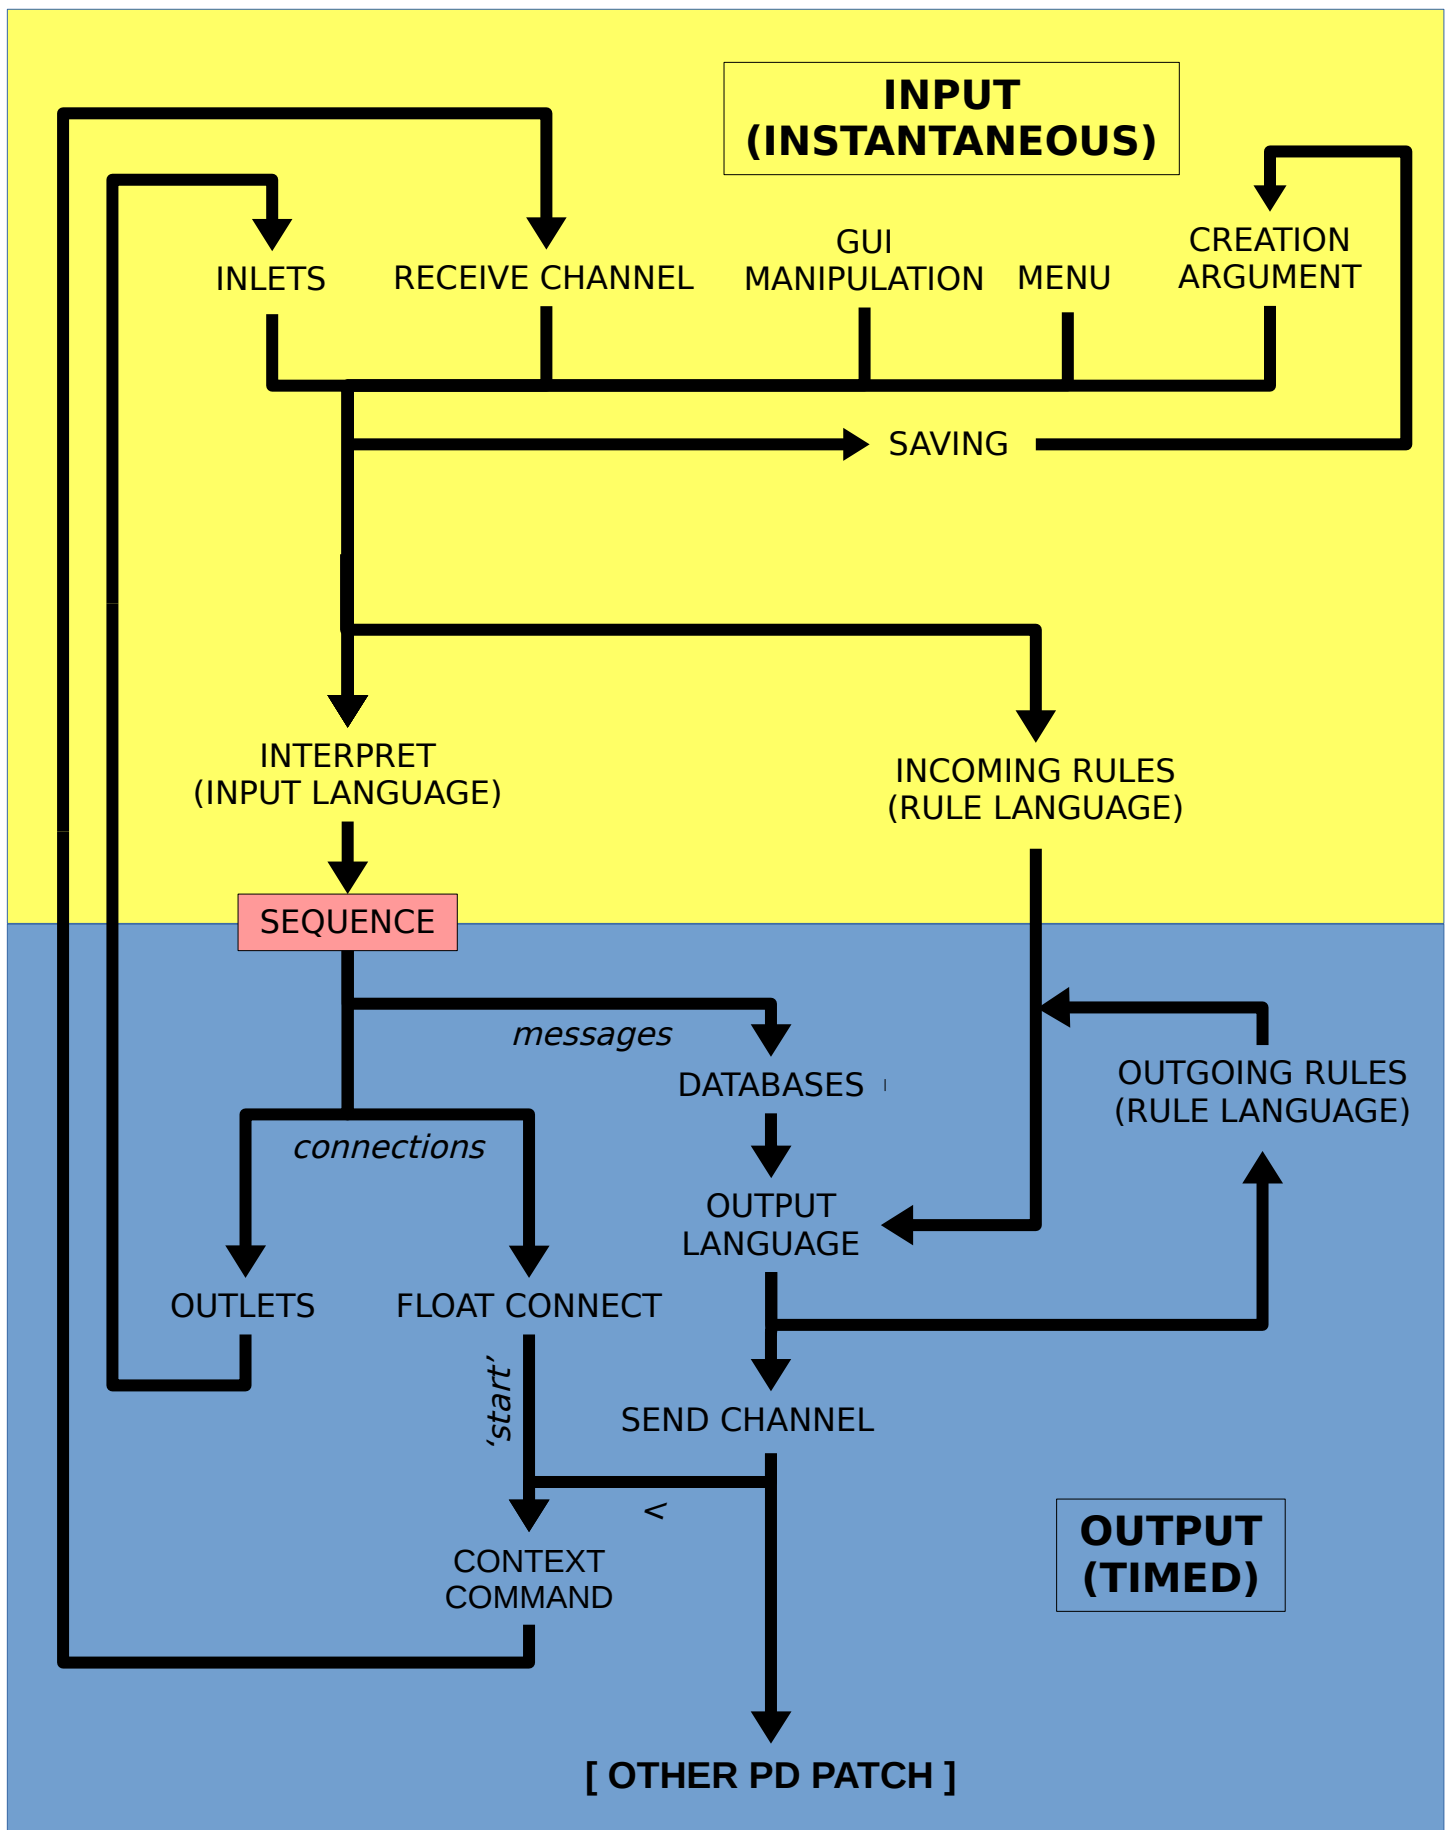 INPUT
(INSTANTANEOUS)
INLETS
RECEIVE CHANNEL
GUI
MANIPULATION
MENU
CREATION
ARGUMENT
SAVING
INTERPRET
(INPUT LANGUAGE)
INCOMING RULES
(RULE LANGUAGE)
SEQUENCE
messages
DATABASES
OUTGOING RULES
(RULE LANGUAGE)
connections
OUTPUT
LANGUAGE
OUTLETS
FLOAT CONNECT
‘start’
SEND CHANNEL
<
OUTPUT
(TIMED)
CONTEXT
COMMAND
[ OTHER PD PATCH ]